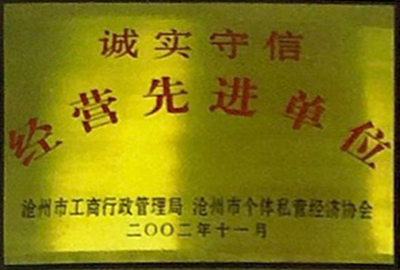 诚实守信
经营先进单位
沧州市工商行政管理局 沧州市个体私营经济协会
二〇〇二年十一月